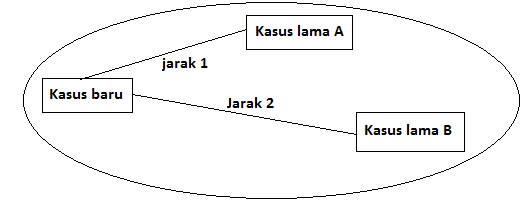 Kasus lama A
jarak 1
Kasus baru
Jarak 2
Kasus lama B